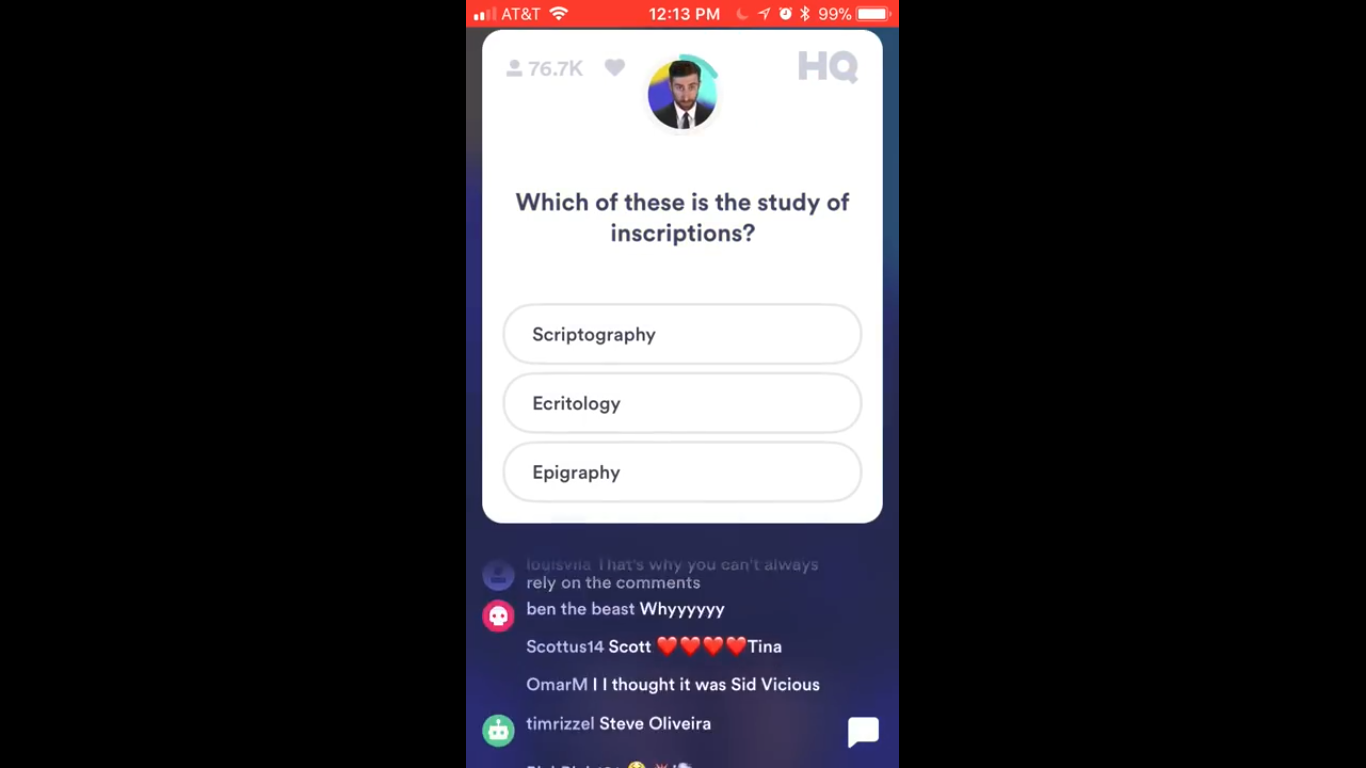 AT&T 12:13 PM 99%
76.7K HQ
Which of these is the study of
inscriptions?
Scriptography
Ecritology
Epigraphy
That's why you can't always
rely on the comments
ben the beast Whyyyyyy
Scottus14 Scott ❤️❤️❤️❤️Tina
OmarM I I thought it was Sid Vicious
timrizzel Steve Oliveira